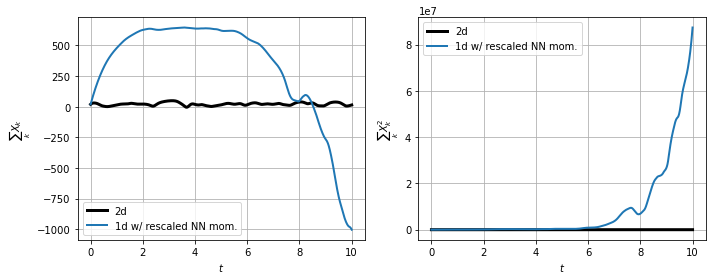 1e7
500
250
0
−250
−500
−750
−1000
∑ X_k
k
2d
1d w/ rescaled NN mom.
0 2 4 6 8 10
t
8
6
4
2
0
∑ X_k^2
k
2d
1d w/ rescaled NN mom.
0 2 4 6 8 10
t